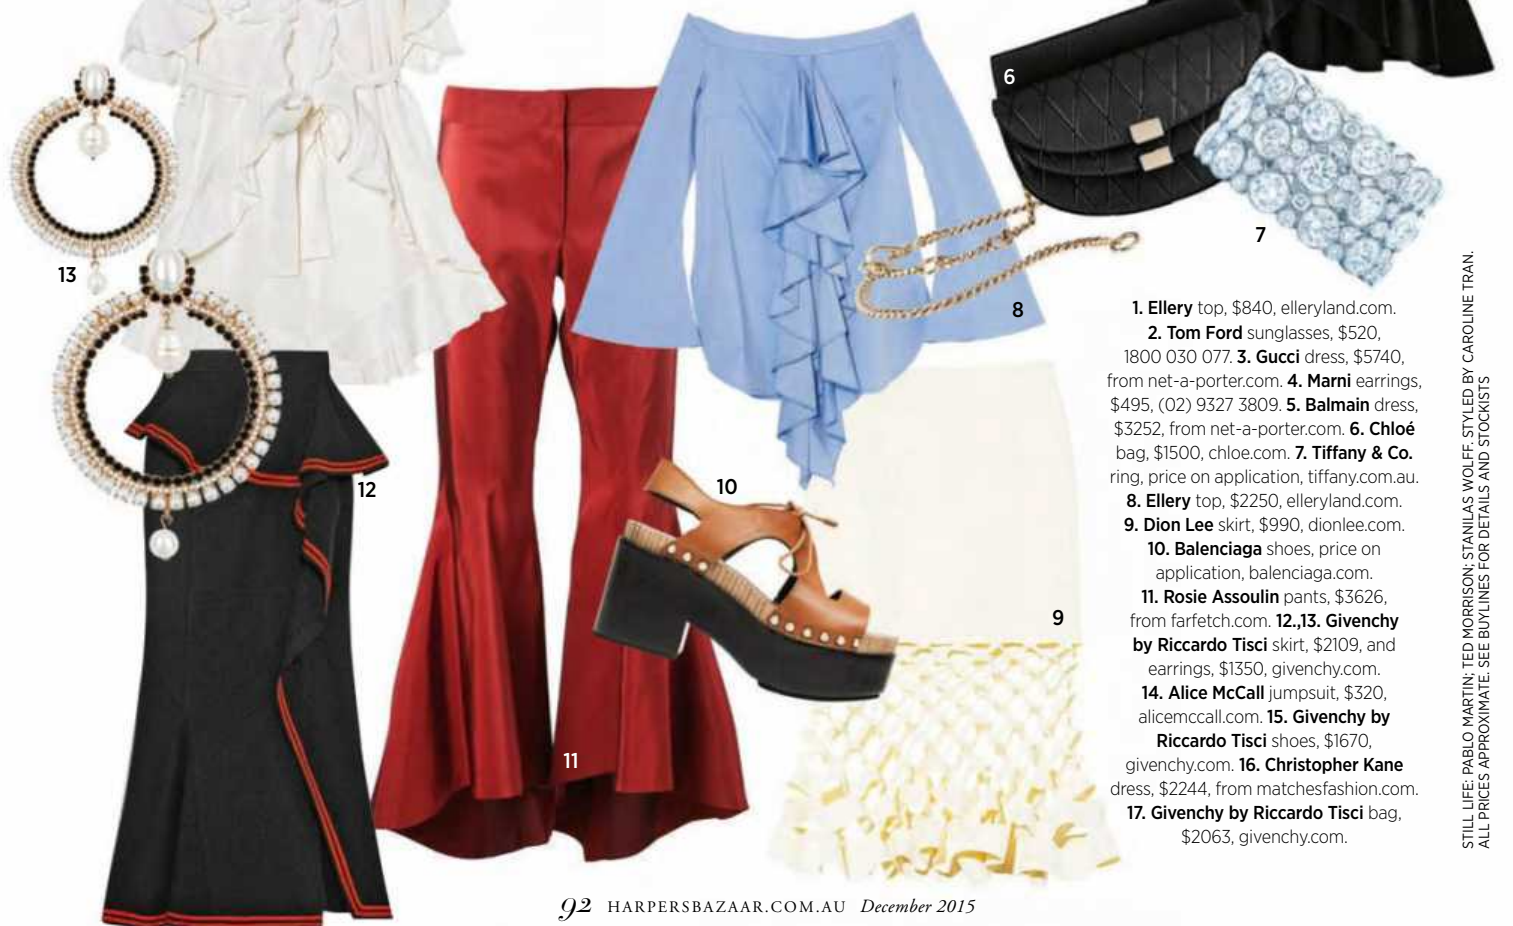 6
7
13
8
1. Ellery top, $840, elleryland.com.
2. Tom Ford sunglasses, $520,
1800 030 077. 3. Gucci dress, $5740,
from net-a-porter.com. 4. Marni earrings,
$495, (02) 9327 3809. 5. Balmain dress,
$3252, from net-a-porter.com. 6. Chloé
bag, $1500, chloe.com. 7. Tiffany & Co.
ring, price on application, tiffany.com.au.
8. Ellery top, $2250, elleryland.com.
9. Dion Lee skirt, $990, dionlee.com.
10. Balenciaga shoes, price on
application, balenciaga.com.
11. Rosie Assoulin pants, $3626,
from farfetch.com. 12.,13. Givenchy
by Riccardo Tisci skirt, $2109, and
earrings, $1350, givenchy.com.
14. Alice McCall jumpsuit, $320,
alicemccall.com. 15. Givenchy by
Riccardo Tisci shoes, $1670,
givenchy.com. 16. Christopher Kane
dress, $2244, from matchesfashion.com.
17. Givenchy by Riccardo Tisci bag,
$2063, givenchy.com.
12
10
9
11
STILL LIFE: PABLO MARTIN; TED MORRISON; STANILAS WOLFF. STYLED BY CAROLINE TRAN.
ALL PRICES APPROXIMATE. SEE BUYLINES FOR DETAILS AND STOCKISTS
92 HARPERSBAZAAR.COM.AU December 2015